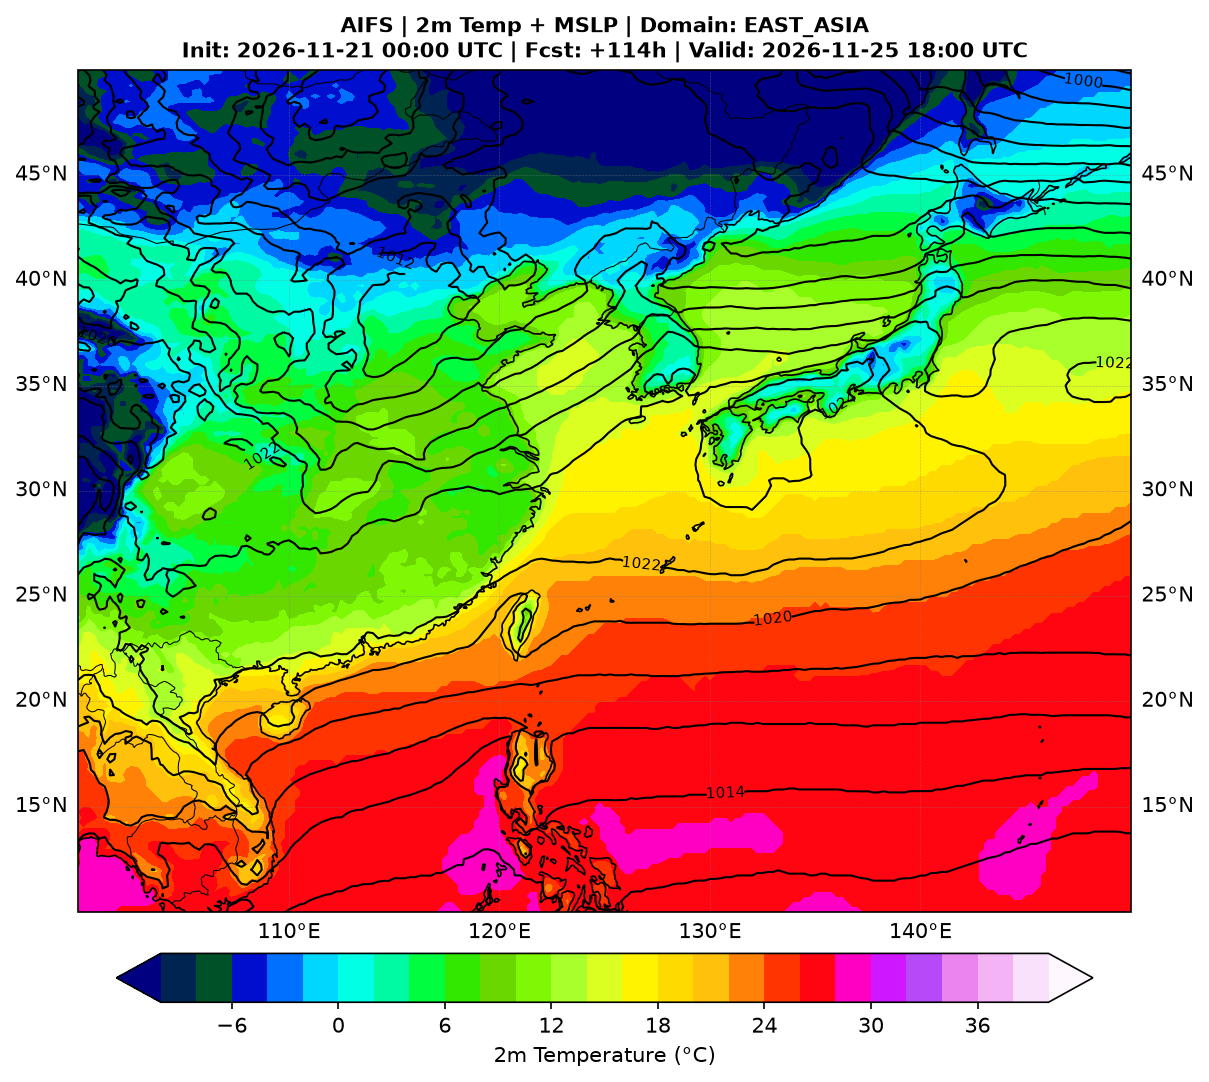 AIFS | 2m Temp + MSLP | Domain: EAST_ASIA
Init: 2026-11-21 00:00 UTC | Fcst: +114h | Valid: 2026-11-25 18:00 UTC
1000
45°N 45°N
40°N 40°N
1022
35°N 35°N
1022
30°N 30°N
1022
25°N 25°N
1020
20°N 20°N
1014
15°N 15°N
110°E 120°E 130°E 140°E
−6 0 6 12 18 24 30 36
2m Temperature (°C)